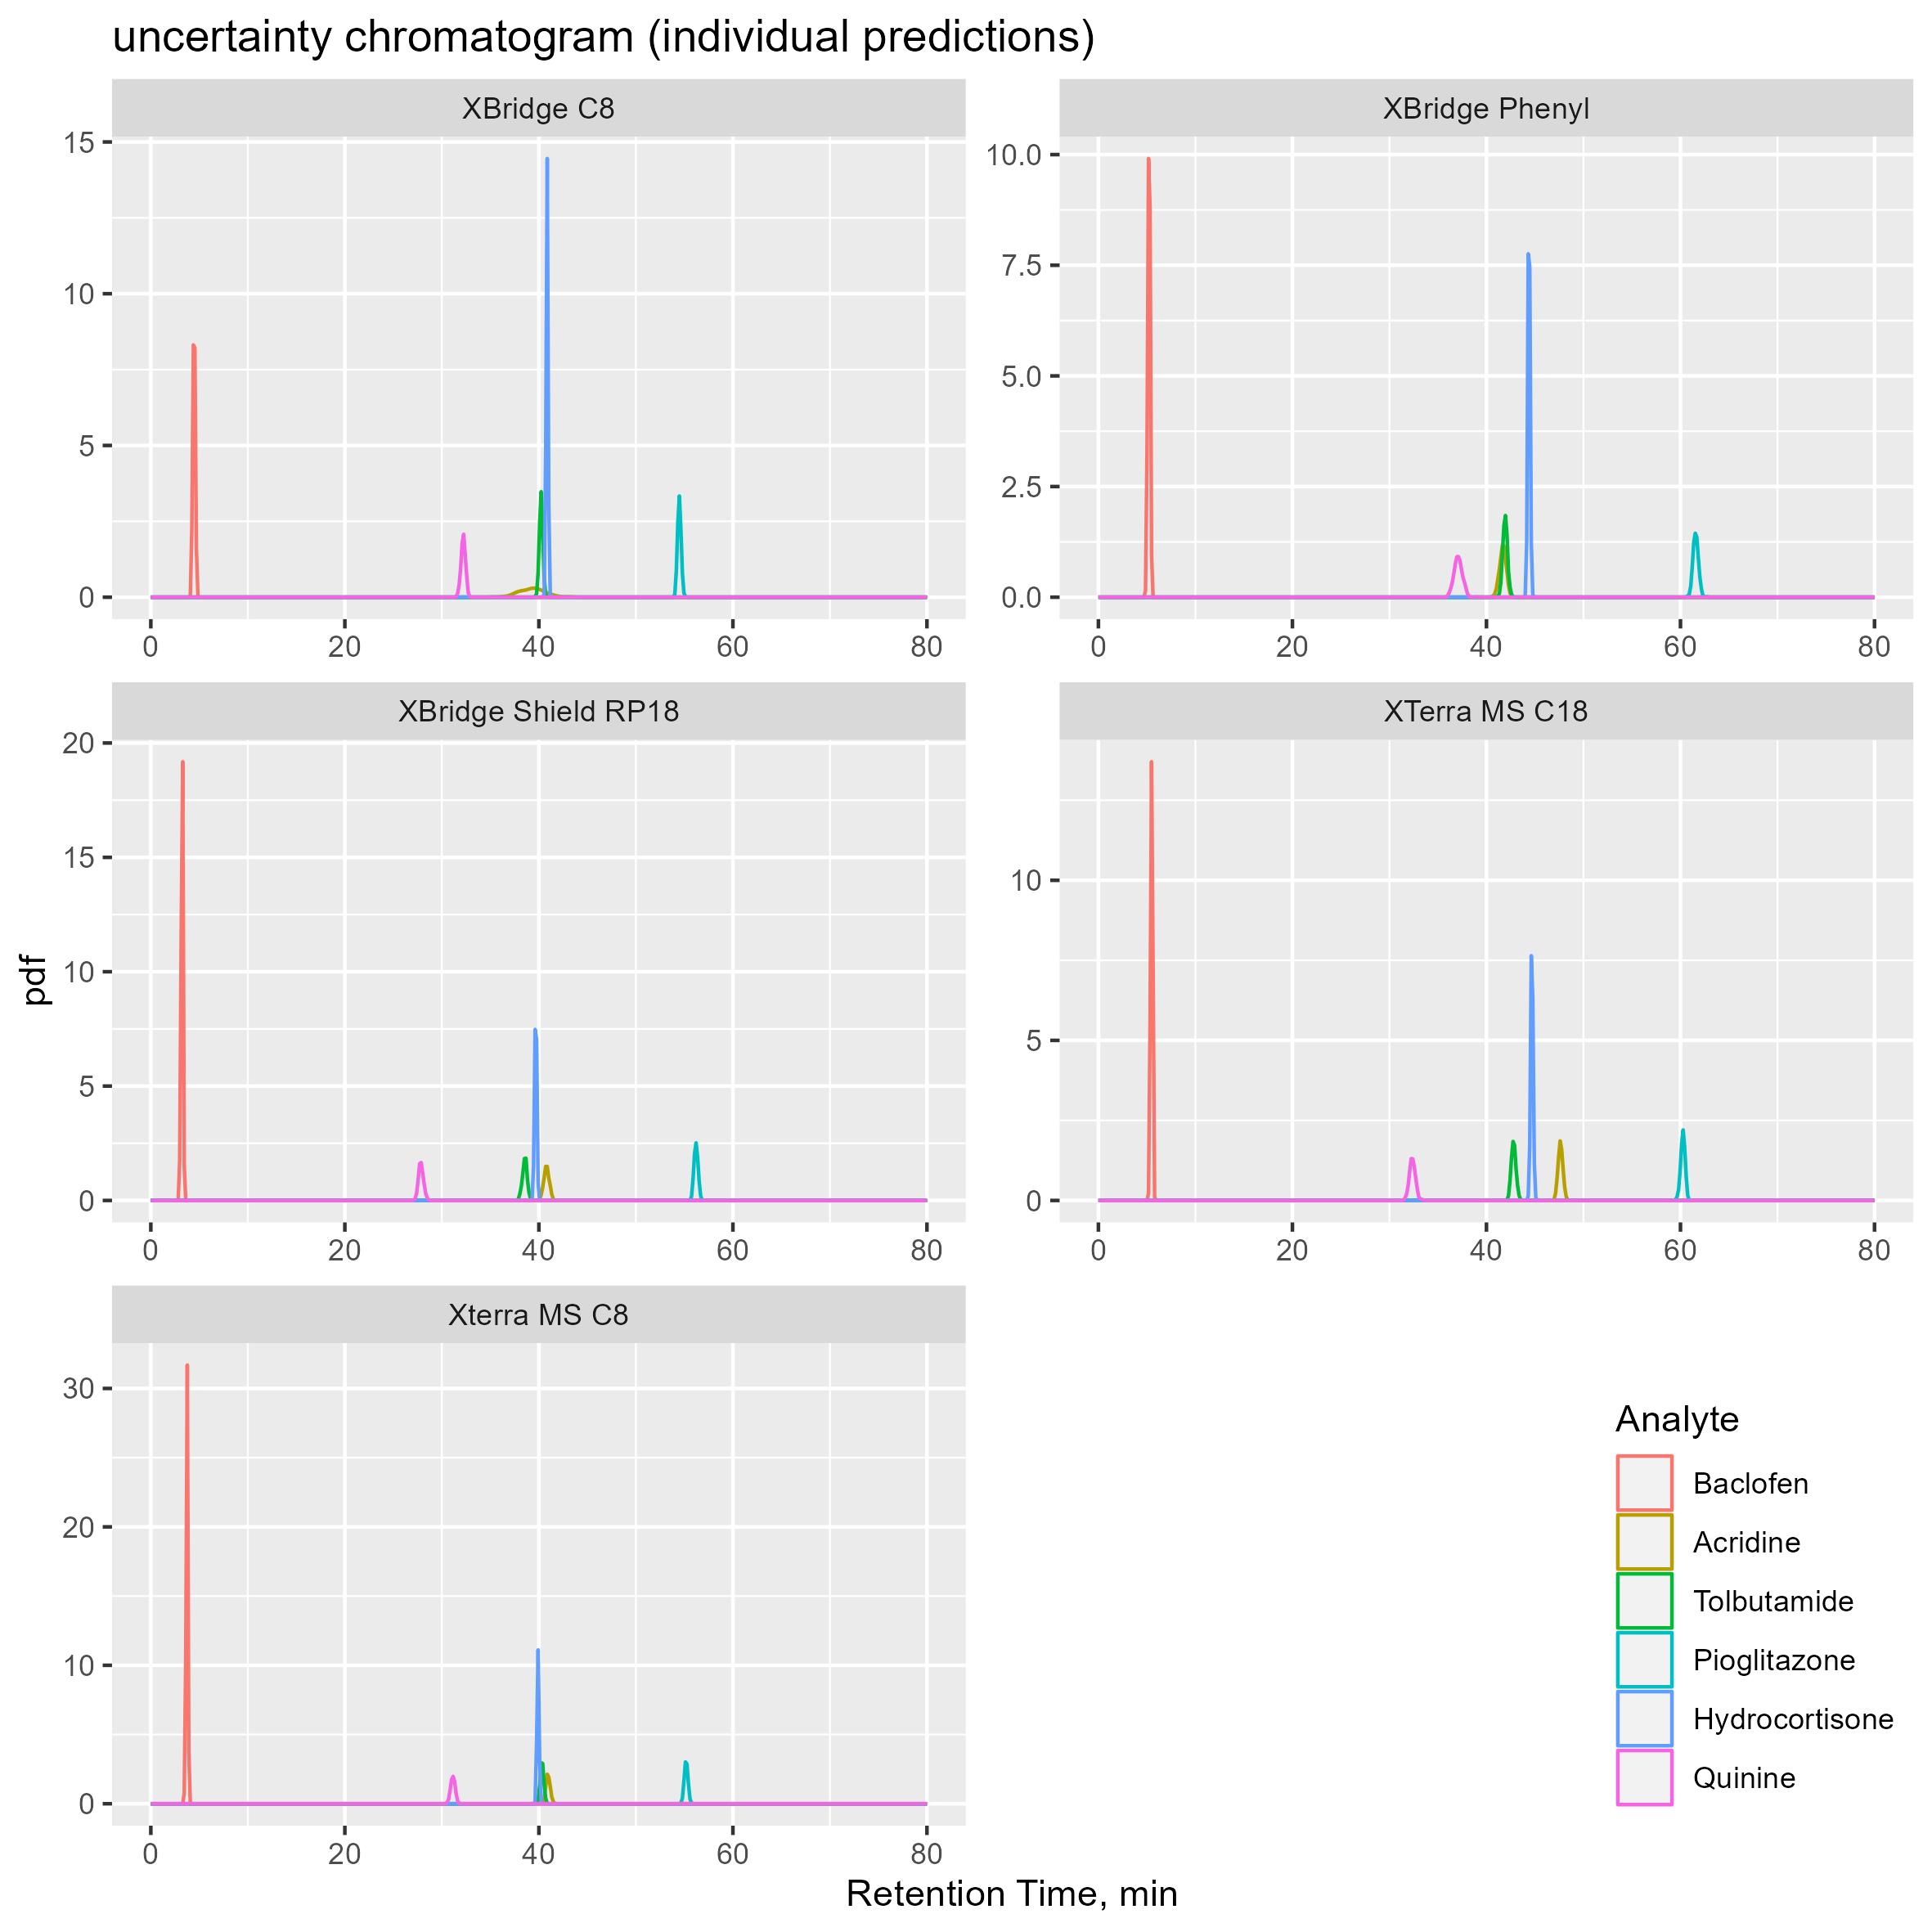 uncertainty chromatogram (individual predictions)
XBridge C8
15
10
5
0
0 20 40 60 80
XBridge Phenyl
10.0
7.5
5.0
2.5
0.0
0 20 40 60 80
XBridge Shield RP18
20
15
10
5
0
0 20 40 60 80
XTerra MS C18
10
5
0
0 20 40 60 80
Xterra MS C8
30
20
10
0
0 20 40 60 80
pdf
Retention Time, min
Analyte
Baclofen
Acridine
Tolbutamide
Pioglitazone
Hydrocortisone
Quinine